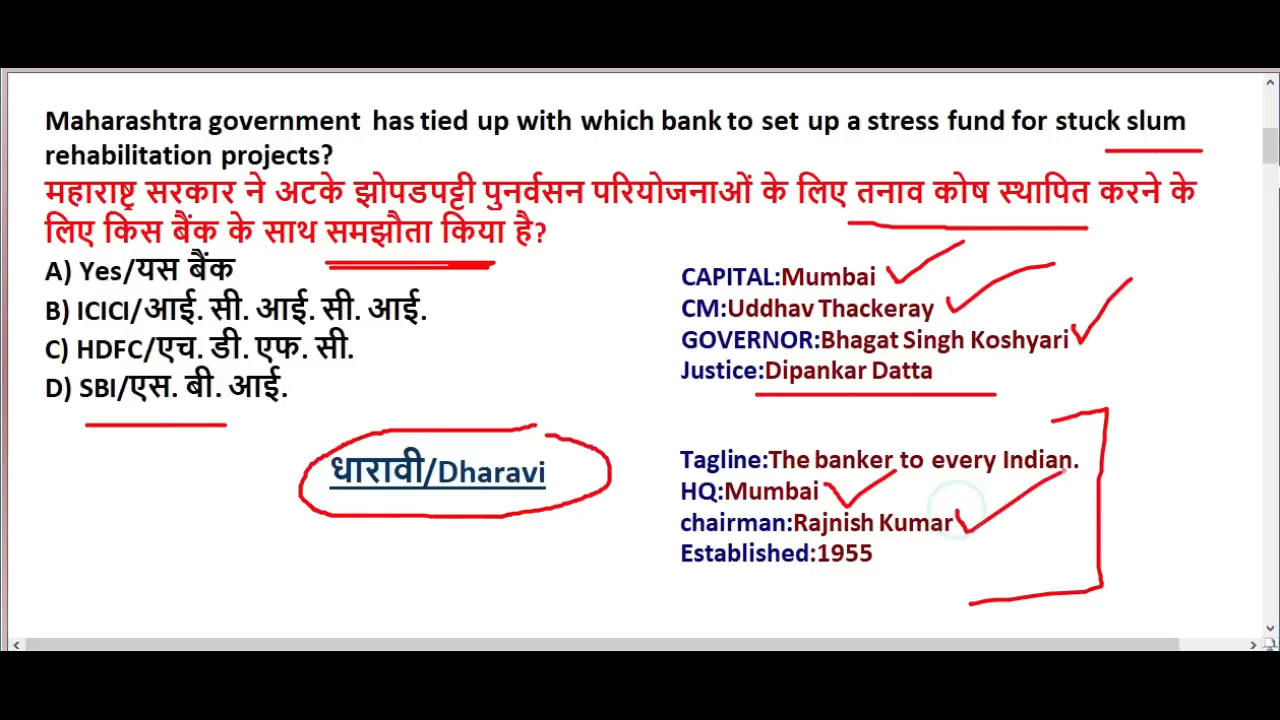 Maharashtra government has tied up with which bank to set up a stress fund for stuck slum
rehabilitation projects?
महाराष्ट्र सरकार ने अटके झोपडपट्टी पुनर्वसन परियोजनाओं के लिए तनाव कोष स्थापित करने के
लिए किस बैंक के साथ समझौता किया है?
A) Yes/यस बैंक
B) ICICI/आई. सी. आई. सी. आई.
C) HDFC/एच. डी. एफ. सी.
D) SBI/एस. बी. आई.
धारावी/Dharavi
CAPITAL:Mumbai
CM:Uddhav Thackeray
GOVERNOR:Bhagat Singh Koshyari
Justice:Dipankar Datta
Tagline:The banker to every Indian.
HQ:Mumbai
chairman:Rajnish Kumar
Established:1955